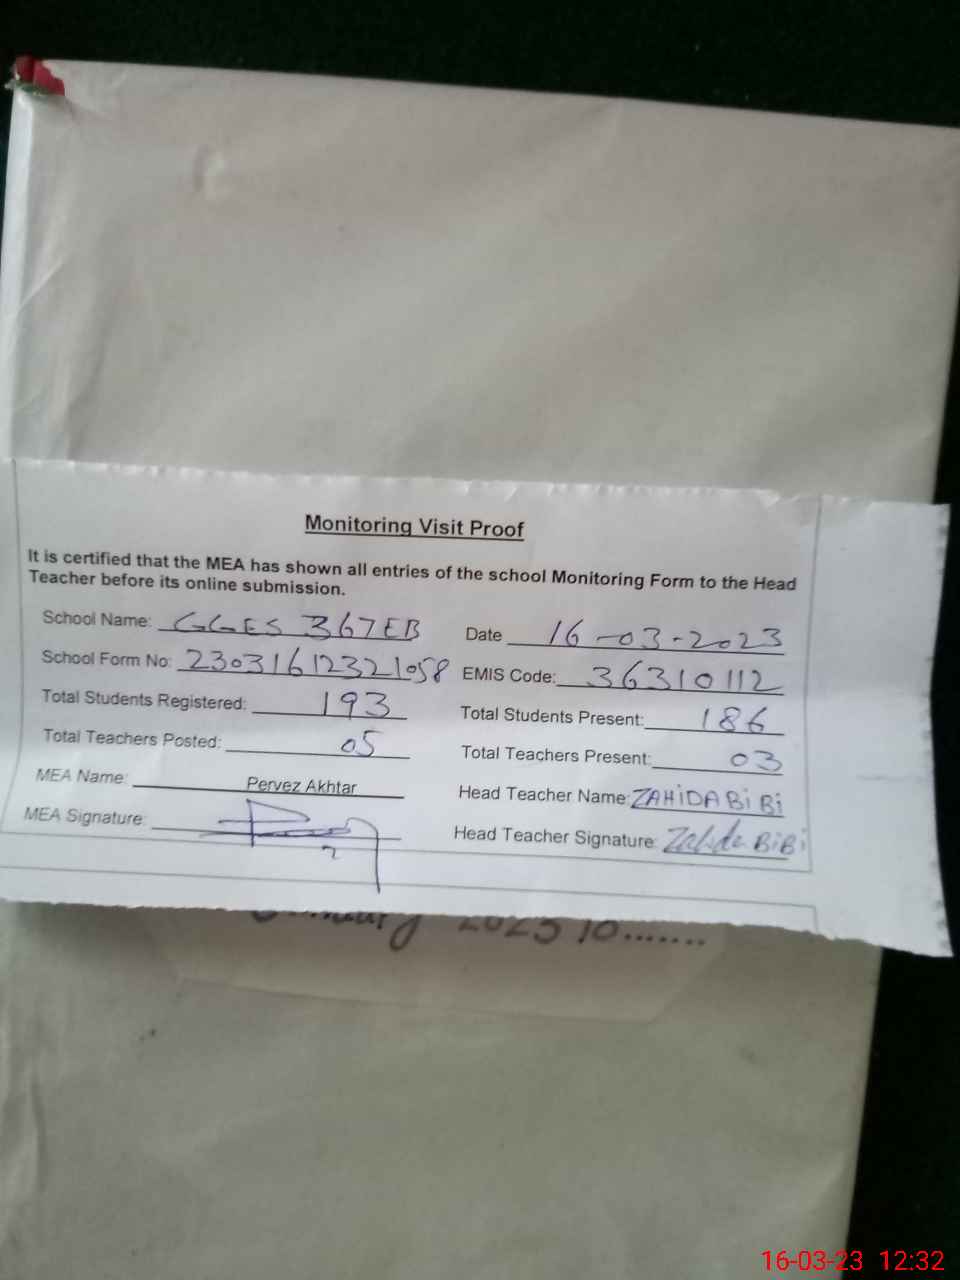 Monitoring Visit Proof
It is certified that the MEA has shown all entries of the school Monitoring Form to the Head
Teacher before its online submission.
School Name: GGES 367EB Date 16-03-2023
School Form No: 23031612321058 EMIS Code: 36310112
Total Students Registered: 193 Total Students Present: 186
Total Teachers Posted: 05 Total Teachers Present: 03
MEA Name: Pervez Akhtar Head Teacher Name: ZAHIDA BiBi
MEA Signature: Head Teacher Signature: Zahida BiBi
2023 to.......
16-03-23 12:32